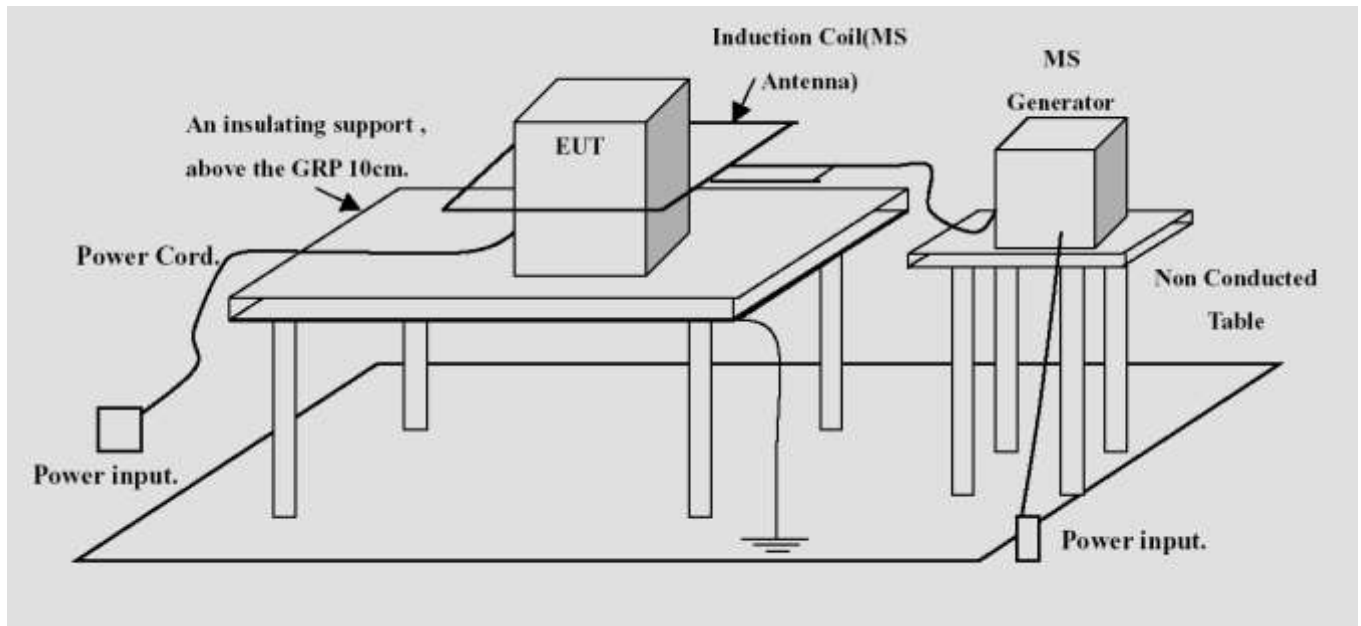 Induction Coil(MS
Antenna)
MS
Generator
An insulating support ,
above the GRP 10cm.
EUT
Power Cord.
Non Conducted
Table
Power input.
Power input.